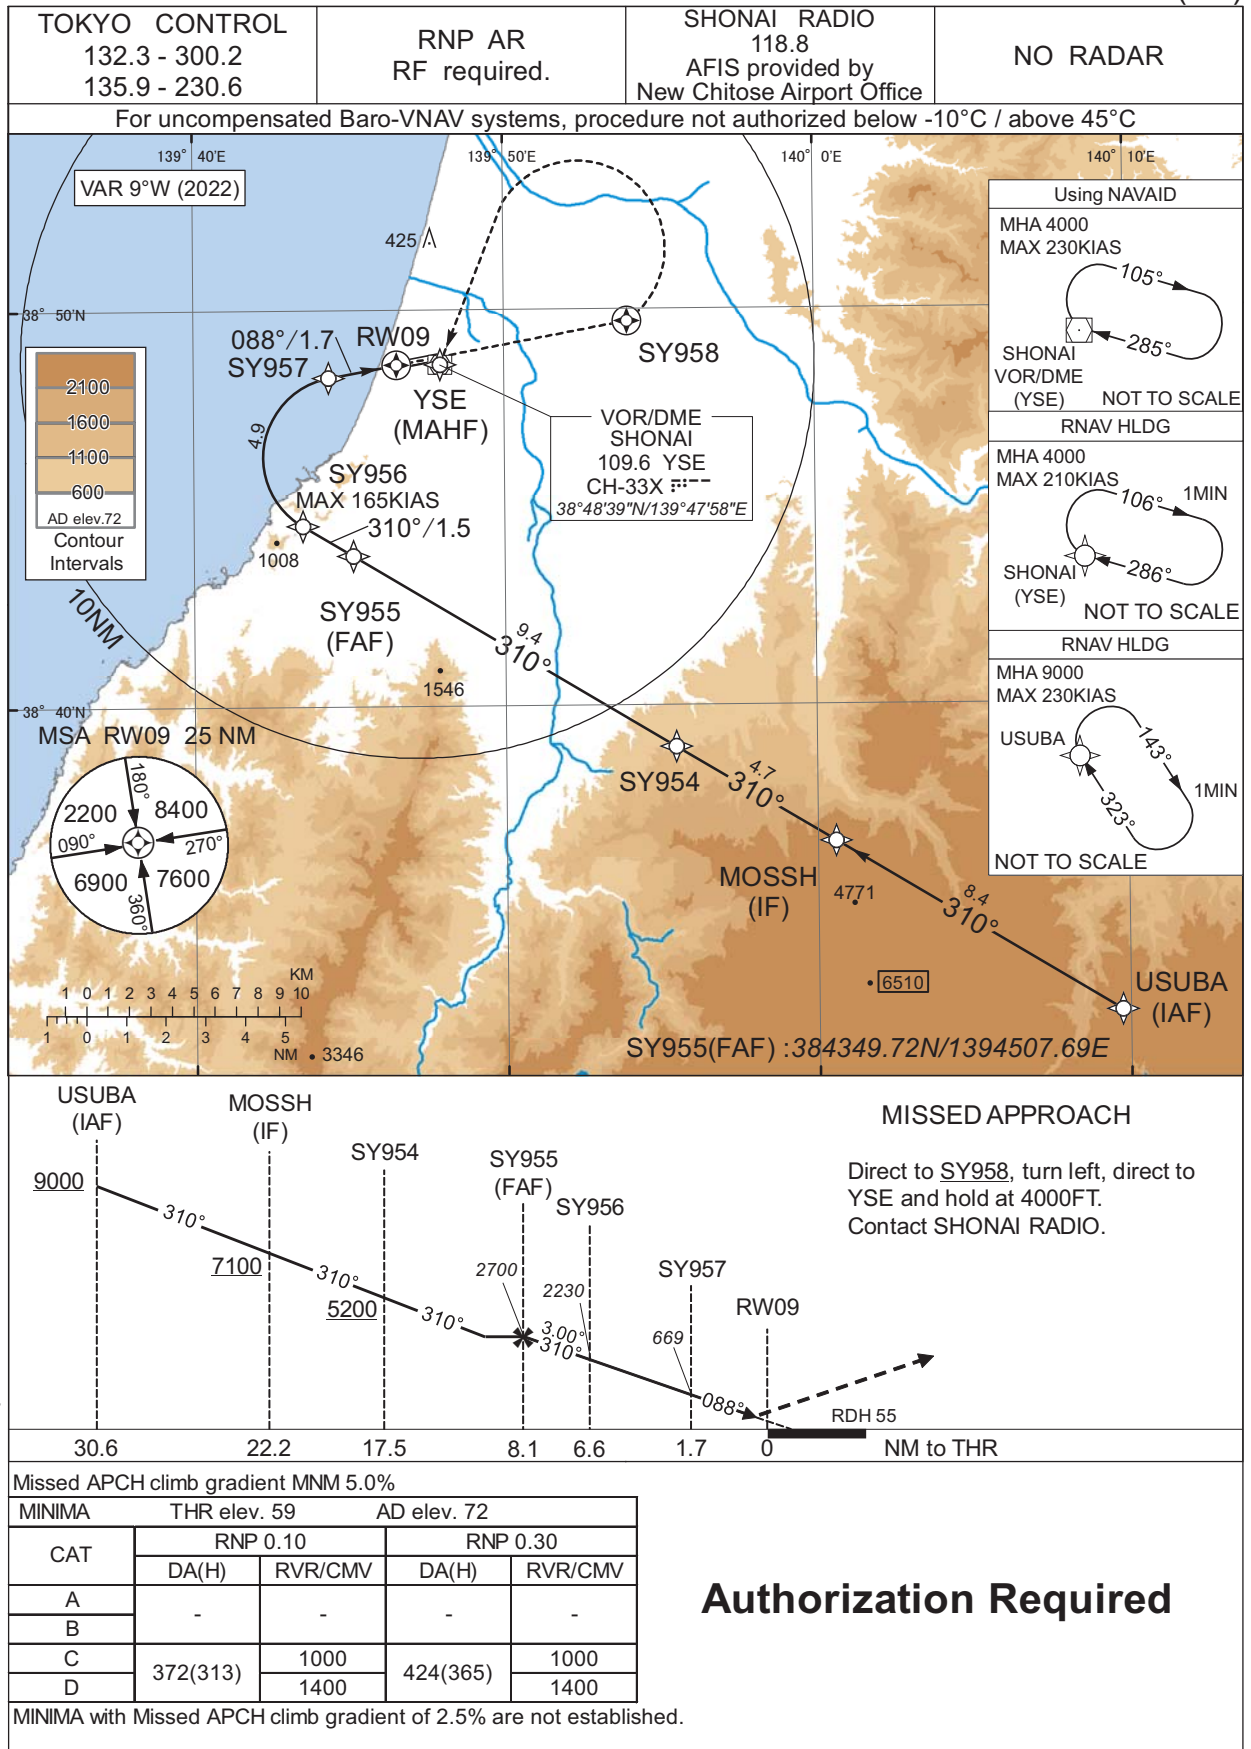 TOKYO CONTROL
132.3 - 300.2
135.9 - 230.6
RNP AR
RF required.
SHONAI RADIO
118.8
AFIS provided by
New Chitose Airport Office
NO RADAR
For uncompensated Baro-VNAV systems, procedure not authorized below -10°C / above 45°C
139° 40'E
139° 50'E
140° 0'E
140° 10'E
VAR 9°W (2022)
425
38° 50'N
088°/1.7
RW09
SY957
SY958
YSE
(MAHF)
4.9
VOR/DME
SHONAI
109.6 YSE
CH-33X
38°48'39"N/139°47'58"E
SY956
MAX 165KIAS
310°/1.5
1008
2100
1600
1100
600
AD elev.72
Contour
Intervals
10NM
SY955
(FAF)
9.4
310°
1546
38° 40'N
MSA RW09 25 NM
180°
2200
8400
090°
270°
6900
7600
360°
SY954
4.7
310°
MOSSH
(IF)
4771
8.4
310°
6510
USUBA
(IAF)
KM
1 0 1 2 3 4 5 6 7 8 9 10
1 0 1 2 3 4 5
NM
3346
SY955(FAF) :384349.72N/1394507.69E
Using NAVAID
MHA 4000
MAX 230KIAS
105°
285°
SHONAI
VOR/DME
(YSE)
NOT TO SCALE
RNAV HLDG
MHA 4000
MAX 210KIAS
106°
1MIN
286°
SHONAI
(YSE)
NOT TO SCALE
RNAV HLDG
MHA 9000
MAX 230KIAS
USUBA
143°
1MIN
323°
NOT TO SCALE
USUBA
(IAF)
MOSSH
(IF)
SY954
SY955
(FAF)
SY956
SY957
RW09
9000
310°
7100
310°
5200
310°
2700
2230
3.00°
310°
669
088°
RDH 55
30.6
22.2
17.5
8.1
6.6
1.7
0
NM to THR
MISSED APPROACH
Direct to SY958, turn left, direct to
YSE and hold at 4000FT.
Contact SHONAI RADIO.
Missed APCH climb gradient MNM 5.0%
MINIMA THR elev. 59 AD elev. 72
CAT RNP 0.10 RNP 0.30
DA(H) RVR/CMV DA(H) RVR/CMV
A
- - - -
B
C 1000 1000
372(313) 424(365)
D 1400 1400
MINIMA with Missed APCH climb gradient of 2.5% are not established.
Authorization Required